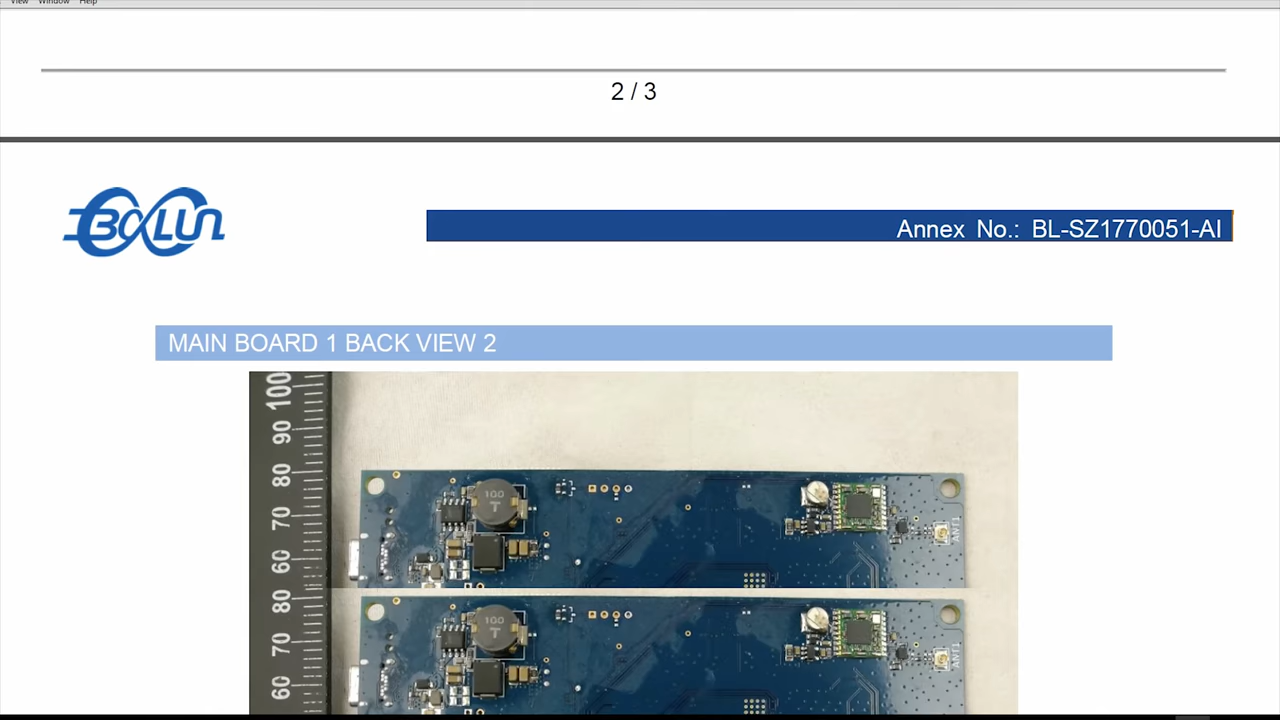 View Window Help
2 / 3
BALUN
Annex No.: BL-SZ1770051-AI
MAIN BOARD 1 BACK VIEW 2
100
90
80
70
60
100
T
ANT1
80
70
60
100
T
ANT1